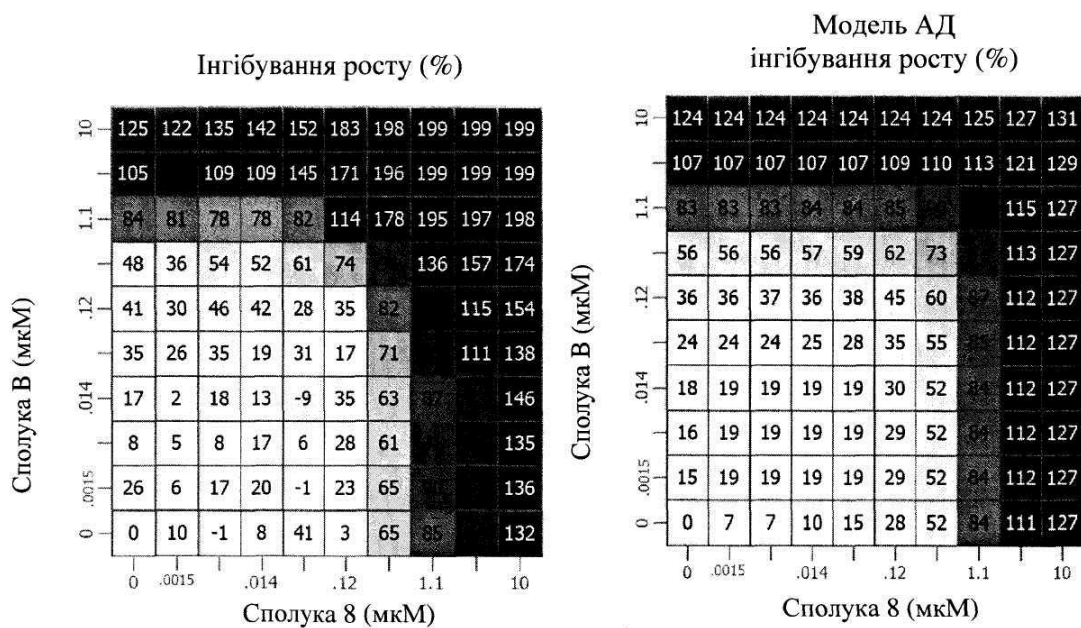 Інгібування росту (%)
10 125 122 135 142 152 183 198 199 199 199
105 109 109 145 171 196 199 199 199
1.1 84 81 78 78 82 114 178 195 197 198
48 36 54 52 61 74 136 157 174
.12 41 30 46 42 28 35 82 115 154
35 26 35 19 31 17 71 111 138
.014 17 2 18 13 -9 35 63 146
8 5 8 17 6 28 61 135
.0015 26 6 17 20 -1 23 65 136
0 0 10 -1 8 41 3 65 85 132
0 .0015 .014 .12 1.1 10
Сполука 8 (мкМ)
Сполука В (мкМ)
Модель АД
інгібування росту (%)
10 124 124 124 124 124 124 124 125 127 131
107 107 107 107 107 109 110 113 121 129
1.1 83 83 83 84 84 85 115 127
56 56 56 57 59 62 73 113 127
.12 36 36 37 36 38 45 60 87 112 127
24 24 24 25 28 35 55 85 112 127
.014 18 19 19 19 19 30 52 84 112 127
16 19 19 19 19 29 52 84 112 127
.0015 15 19 19 19 19 29 52 84 112 127
0 0 7 7 10 15 28 52 84 111 127
0 .0015 .014 .12 1.1 10
Сполука 8 (мкМ)
Сполука В (мкМ)